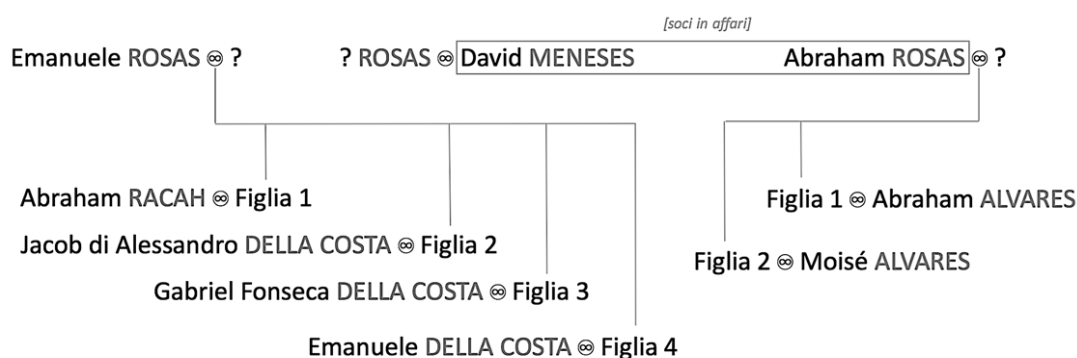 [soci in affari]
Emanuele ROSAS ⚭ ? ? ROSAS ⚭ David MENESES Abraham ROSAS ⚭ ?
Abraham RACAH ⚭ Figlia 1 Figlia 1 ⚭ Abraham ALVARES
Jacob di Alessandro DELLA COSTA ⚭ Figlia 2
Figlia 2 ⚭ Moisé ALVARES
Gabriel Fonseca DELLA COSTA ⚭ Figlia 3
Emanuele DELLA COSTA ⚭ Figlia 4